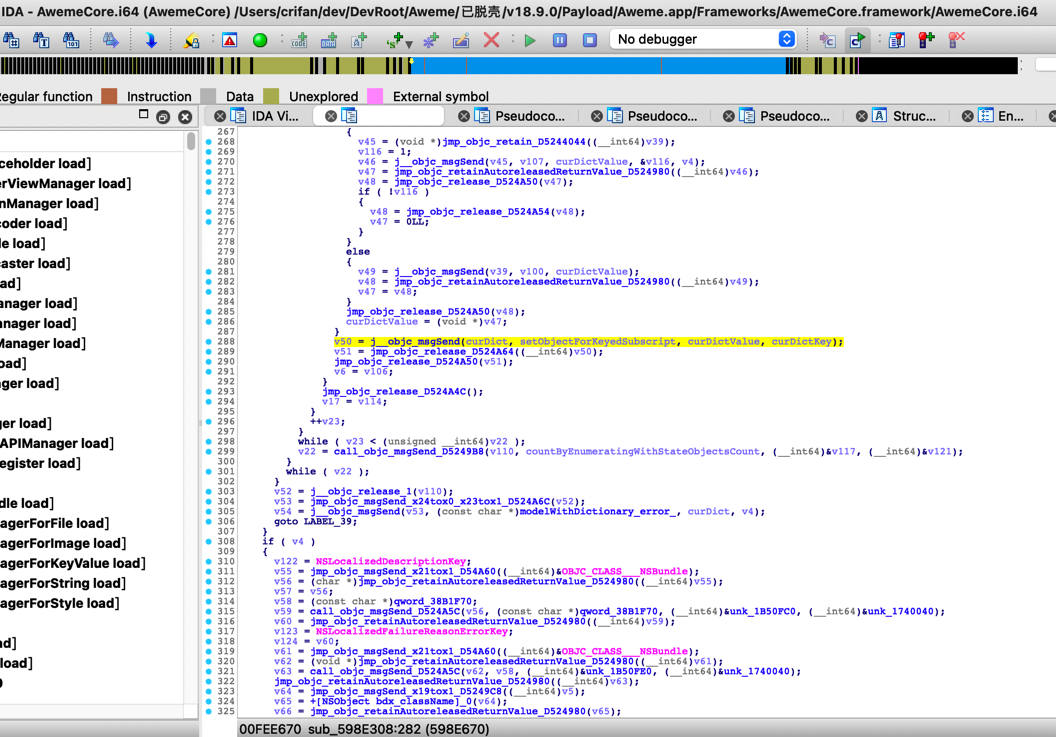 IDA - AwemeCore.i64 (AwemeCore) /Users/crifan/dev/DevRoot/Aweme/已脱壳/v18.9.0/Payload/Aweme.app/Frameworks/AwemeCore.framework/AwemeCore.i64
No debugger
egular function Instruction Data Unexplored External symbol
IDA Vi... Pseudoco... Pseudoco... Pseudoco... Struc... En...
ceholder load]
erViewManager load]
nManager load]
coder load]
le load]
caster load]
ad]
anager load]
anager load]
Manager load]
oad]
ger load]
ger load]
APIManager load]
egister load]
dle load]
agerForFile load]
agerForImage load]
agerForKeyValue load]
agerForString load]
agerForStyle load]
ad]
load]
267 {
268 v45 = (void *)jmp_objc_retain_D5244044((__int64)v39);
269 v116 = 1;
270 v46 = j__objc_msgSend(v45, v107, curDictValue, &v116, v4);
271 v47 = jmp_objc_retainAutoreleasedReturnValue_D524980((__int64)v46);
272 v48 = jmp_objc_release_D524A50(v47);
273 if ( !v116 )
274 {
275 v48 = jmp_objc_release_D524A54(v48);
276 v47 = 0LL;
277 }
278 }
279 else
280 {
281 v49 = j__objc_msgSend(v39, v100, curDictValue);
282 v48 = jmp_objc_retainAutoreleasedReturnValue_D524980((__int64)v49);
283 v47 = v48;
284 }
285 jmp_objc_release_D524A50(v48);
286 curDictValue = (void *)v47;
287 }
288 v50 = j__objc_msgSend(curDict, setObjectForKeyedSubscript, curDictValue, curDictKey);
289 v51 = jmp_objc_release_D524A64((__int64)v50);
290 jmp_objc_release_D524A50(v51);
291 v6 = v106;
292 }
293 jmp_objc_release_D524A4C();
294 v17 = v114;
295 }
296 ++v23;
297 }
298 while ( v23 < (unsigned __int64)v22 );
299 v22 = call_objc_msgSend_D5249B8(v110, countByEnumeratingWithStateObjectsCount, (__int64)&v117, (__int64)&v121);
300 }
301 while ( v22 );
302 }
303 v52 = j__objc_release_1(v110);
304 v53 = jmp_objc_msgSend_x24tox0_x23tox1_D524A6C(v52);
305 v54 = j__objc_msgSend(v53, (const char *)modelWithDictionary_error_, curDict, v4);
306 goto LABEL_39;
307 }
308 if ( v4 )
309 {
310 v122 = NSLocalizedDescriptionKey;
311 v55 = jmp_objc_msgSend_x21tox1_D54A60((__int64)&OBJC_CLASS___NSBundle);
312 v56 = (char *)jmp_objc_retainAutoreleasedReturnValue_D524980((__int64)v55);
313 v57 = v56;
314 v58 = (const char *)qword_38B1F70;
315 v59 = call_objc_msgSend_D524A5C(v56, (const char *)qword_38B1F70, (__int64)&unk_1B50FC0, (__int64)&unk_1740040);
316 v60 = jmp_objc_retainAutoreleasedReturnValue_D524980((__int64)v59);
317 v123 = NSLocalizedFailureReasonErrorKey;
318 v124 = v60;
319 v61 = jmp_objc_msgSend_x21tox1_D54A60((__int64)&OBJC_CLASS___NSBundle);
320 v62 = (void *)jmp_objc_retainAutoreleasedReturnValue_D524980((__int64)v61);
321 v63 = call_objc_msgSend_D524A5C(v62, v58, (__int64)&unk_1B50FE0, (__int64)&unk_1740040);
322 jmp_objc_retainAutoreleasedReturnValue_D524980((__int64)v63);
323 v64 = jmp_objc_msgSend_x19tox1_D5249C8((__int64)v5);
324 v65 = +[NSObject bdx_className]_0(v64);
325 v66 = jmp_objc_retainAutoreleasedReturnValue_D524980(v65);
00FEE670 sub_598E308:282 (598E670)